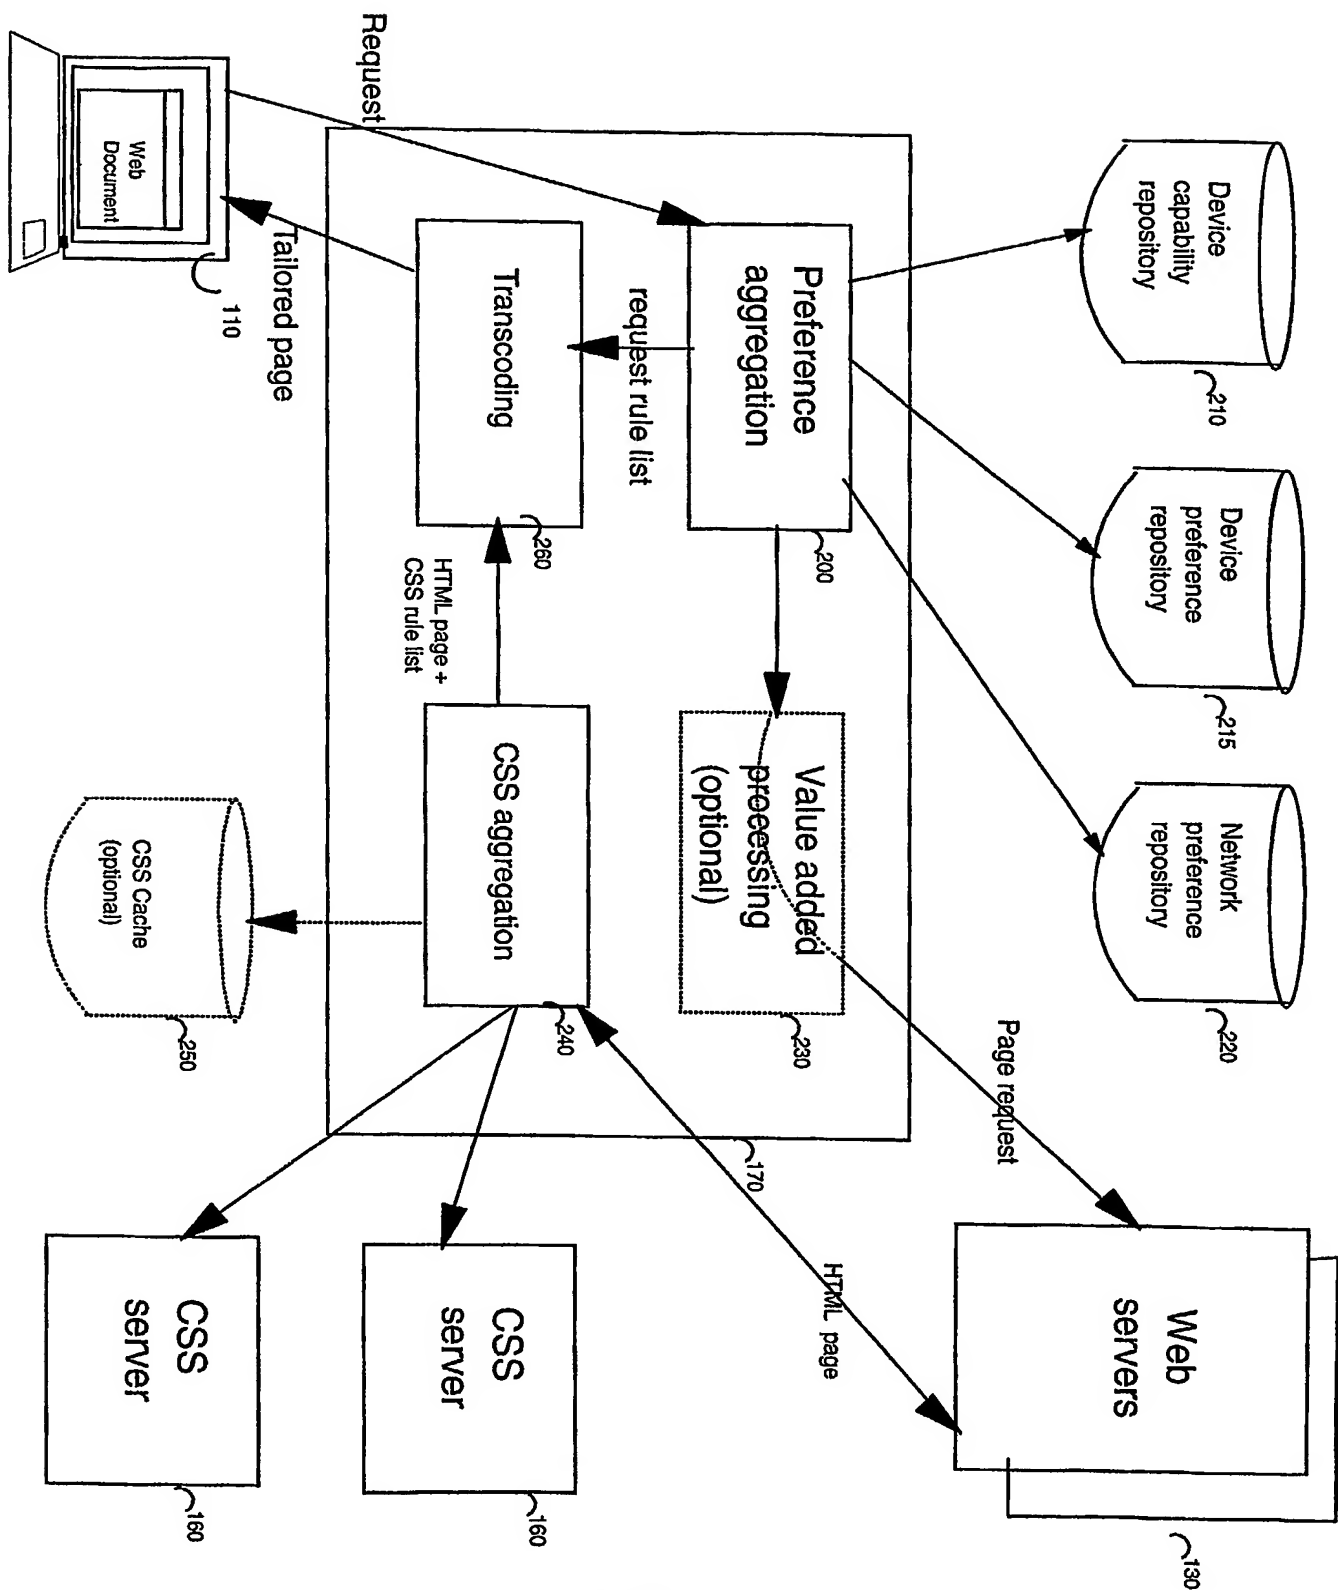 Device
capability
repository
210
Device
preference
repository
215
Network
preference
repository
220
Page request
Web
servers
130
Request
Preference
aggregation
200
Value added
processing
(optional)
230
170
HTML page
request rule list
Transcoding
260
HTML page +
CSS rule list
CSS aggregation
240
CSS
server
160
Web
Document
110
Tailored page
CSS Cache
(optional)
250
CSS
server
160